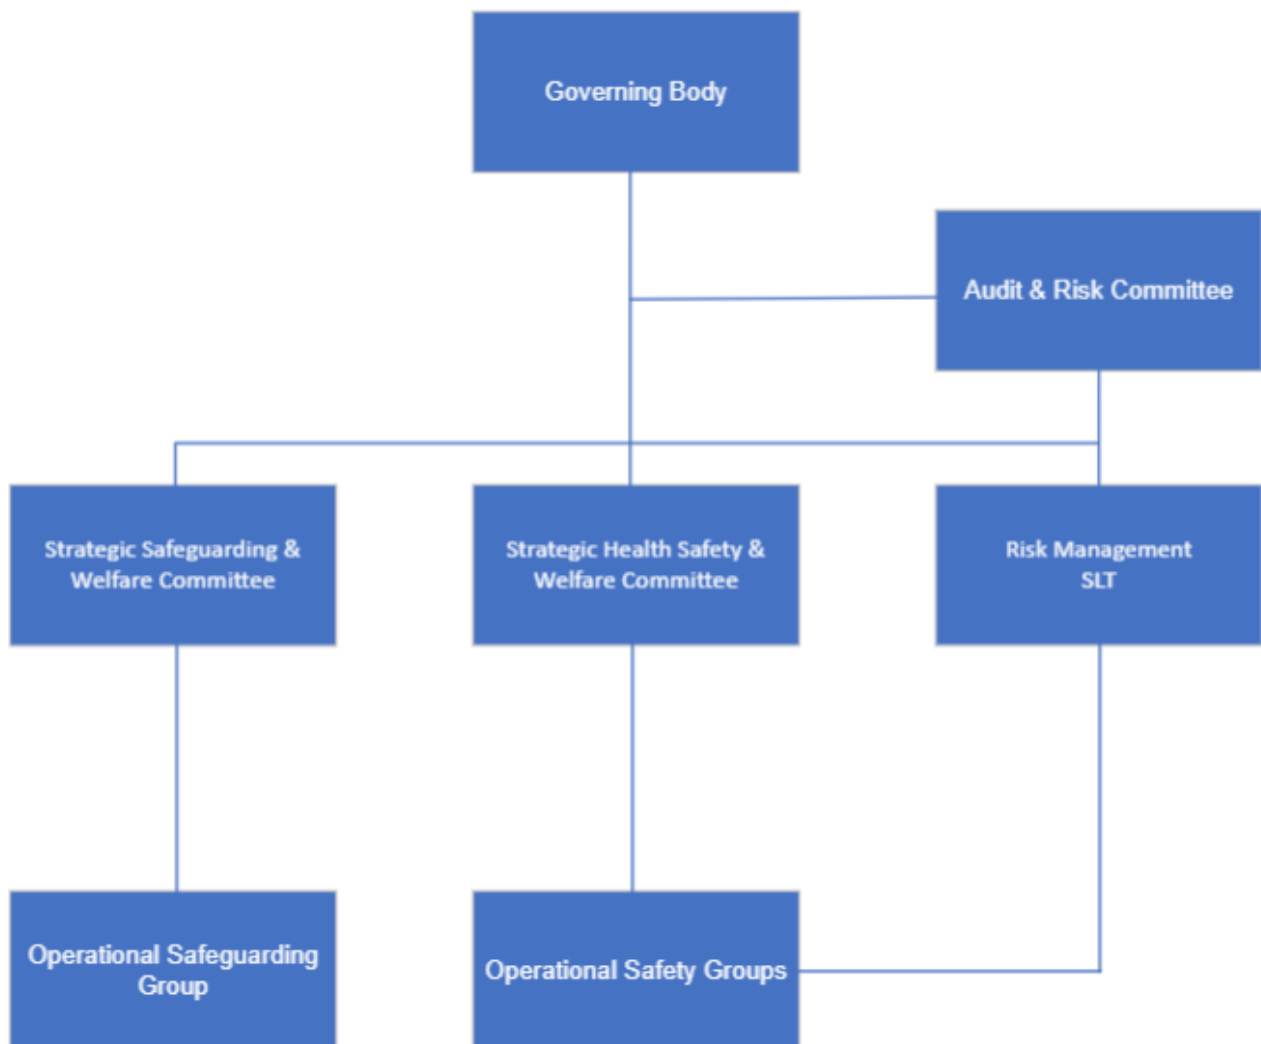 Governing Body
Audit & Risk Committee
Strategic Safeguarding &
Welfare Committee
Strategic Health Safety &
Welfare Committee
Risk Management
SLT
Operational Safeguarding
Group
Operational Safety Groups